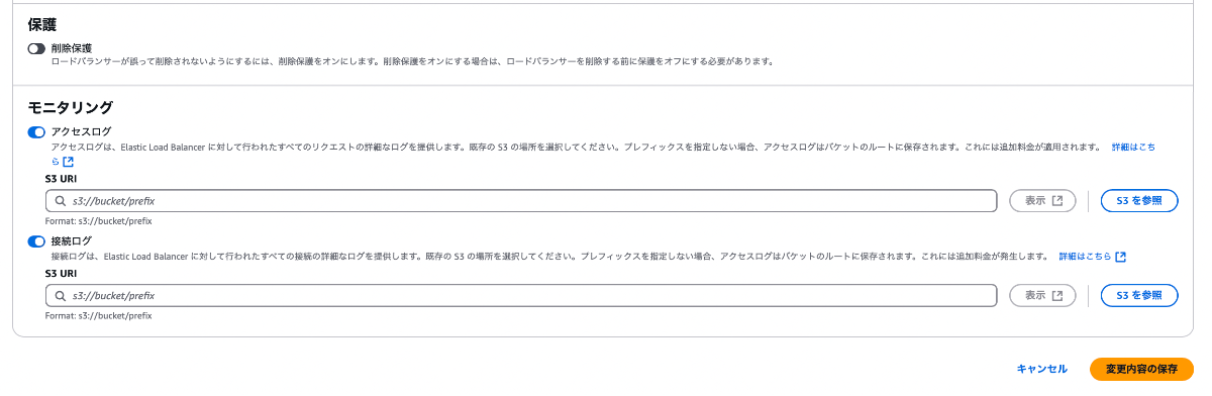 保護
削除保護
ロードバランサーが誤って削除されないようにするには、削除保護をオンにします。削除保護をオンにする場合は、ロードバランサーを削除する前に保護をオフにする必要があります。
モニタリング
アクセスログ
アクセスログは、Elastic Load Balancer に対して行われたすべてのリクエストの詳細なログを提供します。既存の S3 の場所を選択してください。プレフィックスを指定しない場合、アクセスログはバケットのルートに保存されます。これには追加料金が適用されます。 詳細はこち
ら
S3 URI
s3://bucket/prefix 表示 S3 を参照
Format: s3://bucket/prefix
接続ログ
接続ログは、Elastic Load Balancer に対して行われたすべての接続の詳細なログを提供します。既存の S3 の場所を選択してください。プレフィックスを指定しない場合、アクセスログはバケットのルートに保存されます。これには追加料金が発生します。 詳細はこちら
S3 URI
s3://bucket/prefix 表示 S3 を参照
Format: s3://bucket/prefix
キャンセル 変更内容の保存